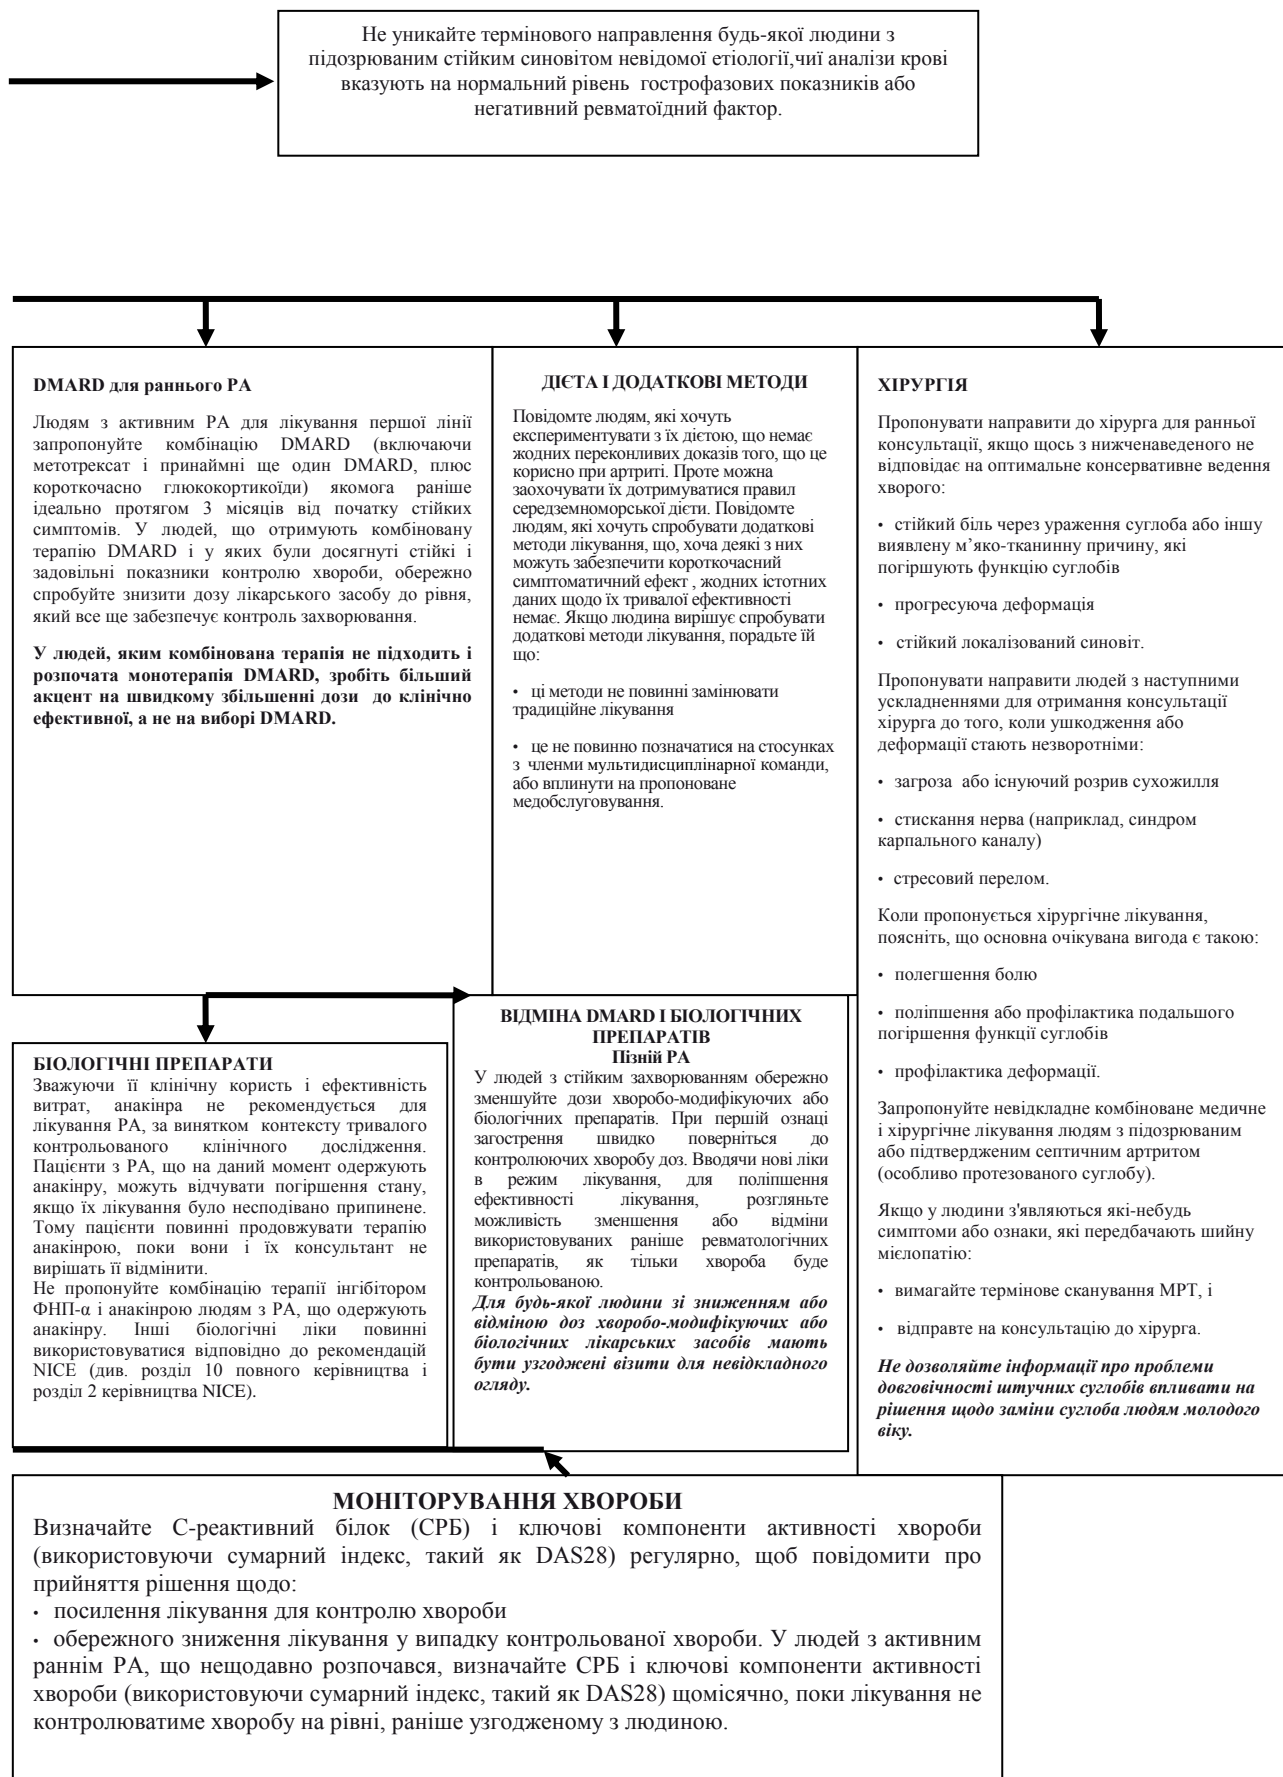 Не уникайте термінового направлення будь-якої людини з
підозрюваним стійким синовітом невідомої етіології,чиї аналізи крові
вказують на нормальний рівень гострофазових показників або
негативний ревматоїдний фактор.
DMARD для раннього РА
Людям з активним РА для лікування першої лінії
запропонуйте комбінацію DMARD (включаючи
метотрексат і принаймні ще один DMARD, плюс
короткочасно глюкокортикоїди) якомога раніше
ідеально протягом 3 місяців від початку стійких
симптомів. У людей, що отримують комбіновану
терапію DMARD і у яких були досягнуті стійкі і
задовільні показники контролю хвороби, обережно
спробуйте знизити дозу лікарського засобу до рівня,
який все ще забезпечує контроль захворювання.
У людей, яким комбінована терапія не підходить і
розпочата монотерапія DMARD, зробіть більший
акцент на швидкому збільшенні дози до клінічно
ефективної, а не на виборі DMARD.
ДІЄТА І ДОДАТКОВІ МЕТОДИ
Повідомте людям, які хочуть
експериментувати з їх дієтою, що немає
жодних переконливих доказів того, що це
корисно при артриті. Проте можна
заохочувати їх дотримуватися правил
середземноморської дієти. Повідомте
людям, які хочуть спробувати додаткові
методи лікування, що, хоча деякі з них
можуть забезпечити короткочасний
симптоматичний ефект , жодних істотних
даних щодо їх тривалої ефективності
немає. Якщо людина вирішує спробувати
додаткові методи лікування, порадьте їй
що:
• ці методи не повинні замінювати
традиційне лікування
• це не повинно позначатися на стосунках
з членми мультидисциплінарної команди,
або вплинути на пропоноване
медобслуговування.
ХІРУРГІЯ
Пропонувати направити до хірурга для ранньої
консультації, якщо щось з нижченаведеного не
відповідає на оптимальне консервативне ведення
хворого:
• стійкий біль через ураження суглоба або іншу
виявлену м’яко-тканинну причину, які
погіршують функцію суглобів
• прогресуюча деформація
• стійкий локалізований синовіт.
Пропонувати направити людей з наступними
ускладненнями для отримання консультації
хірурга до того, коли ушкодження або
деформації стають незворотніми:
• загроза або існуючий розрив сухожилля
• стискання нерва (наприклад, синдром
карпального каналу)
• стресовий перелом.
Коли пропонується хірургічне лікування,
поясніть, що основна очікувана вигода є такою:
• полегшення болю
• поліпшення або профілактика подальшого
погіршення функції суглобів
• профілактика деформації.
Запропонуйте невідкладне комбіноване медичне
і хірургічне лікування людям з підозрюваним
або підтвердженим септичним артритом
(особливо протезованого суглобу).
Якщо у людини з'являються які-небудь
симптоми або ознаки, які передбачають шийну
мієлопатію:
• вимагайте термінове сканування МРТ, і
• відправте на консультацію до хірурга.
Не дозволяйте інформації про проблеми
довговічності штучних суглобів впливати на
рішення щодо заміни суглоба людям молодого
віку.
БІОЛОГІЧНІ ПРЕПАРАТИ
Зважуючи її клінічну користь і ефективність
витрат, анакінра не рекомендується для
лікування РА, за винятком контексту тривалого
контрольованого клінічного дослідження.
Пацієнти з РА, що на даний момент одержують
анакінру, можуть відчувати погіршення стану,
якщо їх лікування було несподівано припинене.
Тому пацієнти повинні продовжувати терапію
анакінрою, поки вони і їх консультант не
вирішать її відмінити.
Не пропонуйте комбінацію терапії інгібітором
ФНП-α і анакінрою людям з РА, що одержують
анакінру. Інші біологічні ліки повинні
використовуватися відповідно до рекомендацій
NICE (див. розділ 10 повного керівництва і
розділ 2 керівництва NICE).
ВІДМІНА DMARD І БІОЛОГІЧНИХ
ПРЕПАРАТІВ
Пізній РА
У людей з стійким захворюванням обережно
зменшуйте дози хворобо-модифікуючих або
біологічних препаратів. При першій ознаці
загострення швидко поверніться до
контролюючих хворобу доз. Вводячи нові ліки
в режим лікування, для поліпшення
ефективності лікування, розгляньте
можливість зменшення або відміни
використовуваних раніше ревматологічних
препаратів, як тільки хвороба буде
контрольованою.
Для будь-якої людини зі зниженням або
відміною доз хворобо-модифікуючих або
біологічних лікарських засобів мають
бути узгоджені візити для невідкладного
огляду.
МОНІТОРУВАННЯ ХВОРОБИ
Визначайте С-реактивний білок (СРБ) і ключові компоненти активності хвороби
(використовуючи сумарний індекс, такий як DAS28) регулярно, щоб повідомити про
прийняття рішення щодо:
• посилення лікування для контролю хвороби
• обережного зниження лікування у випадку контрольованої хвороби. У людей з активним
раннім РА, що нещодавно розпочався, визначайте СРБ і ключові компоненти активності
хвороби (використовуючи сумарний індекс, такий як DAS28) щомісячно, поки лікування не
контролюватиме хворобу на рівні, раніше узгодженому з людиною.